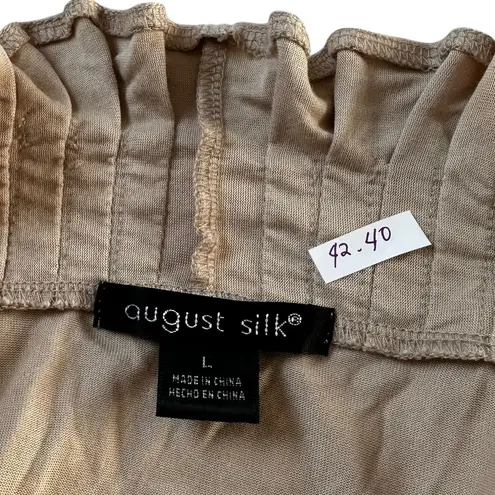 42.40
august silk®
L
MADE IN CHINA
HECHO EN CHINA